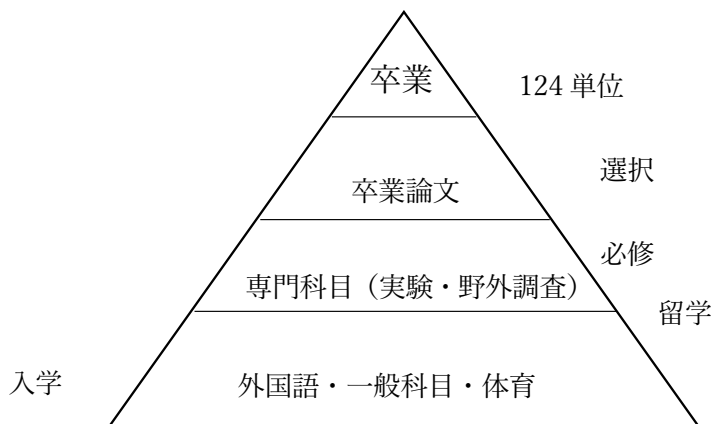 卒業
124 単位
選択
卒業論文
必修
専門科目（実験・野外調査）
留学
入学
外国語・一般科目・体育